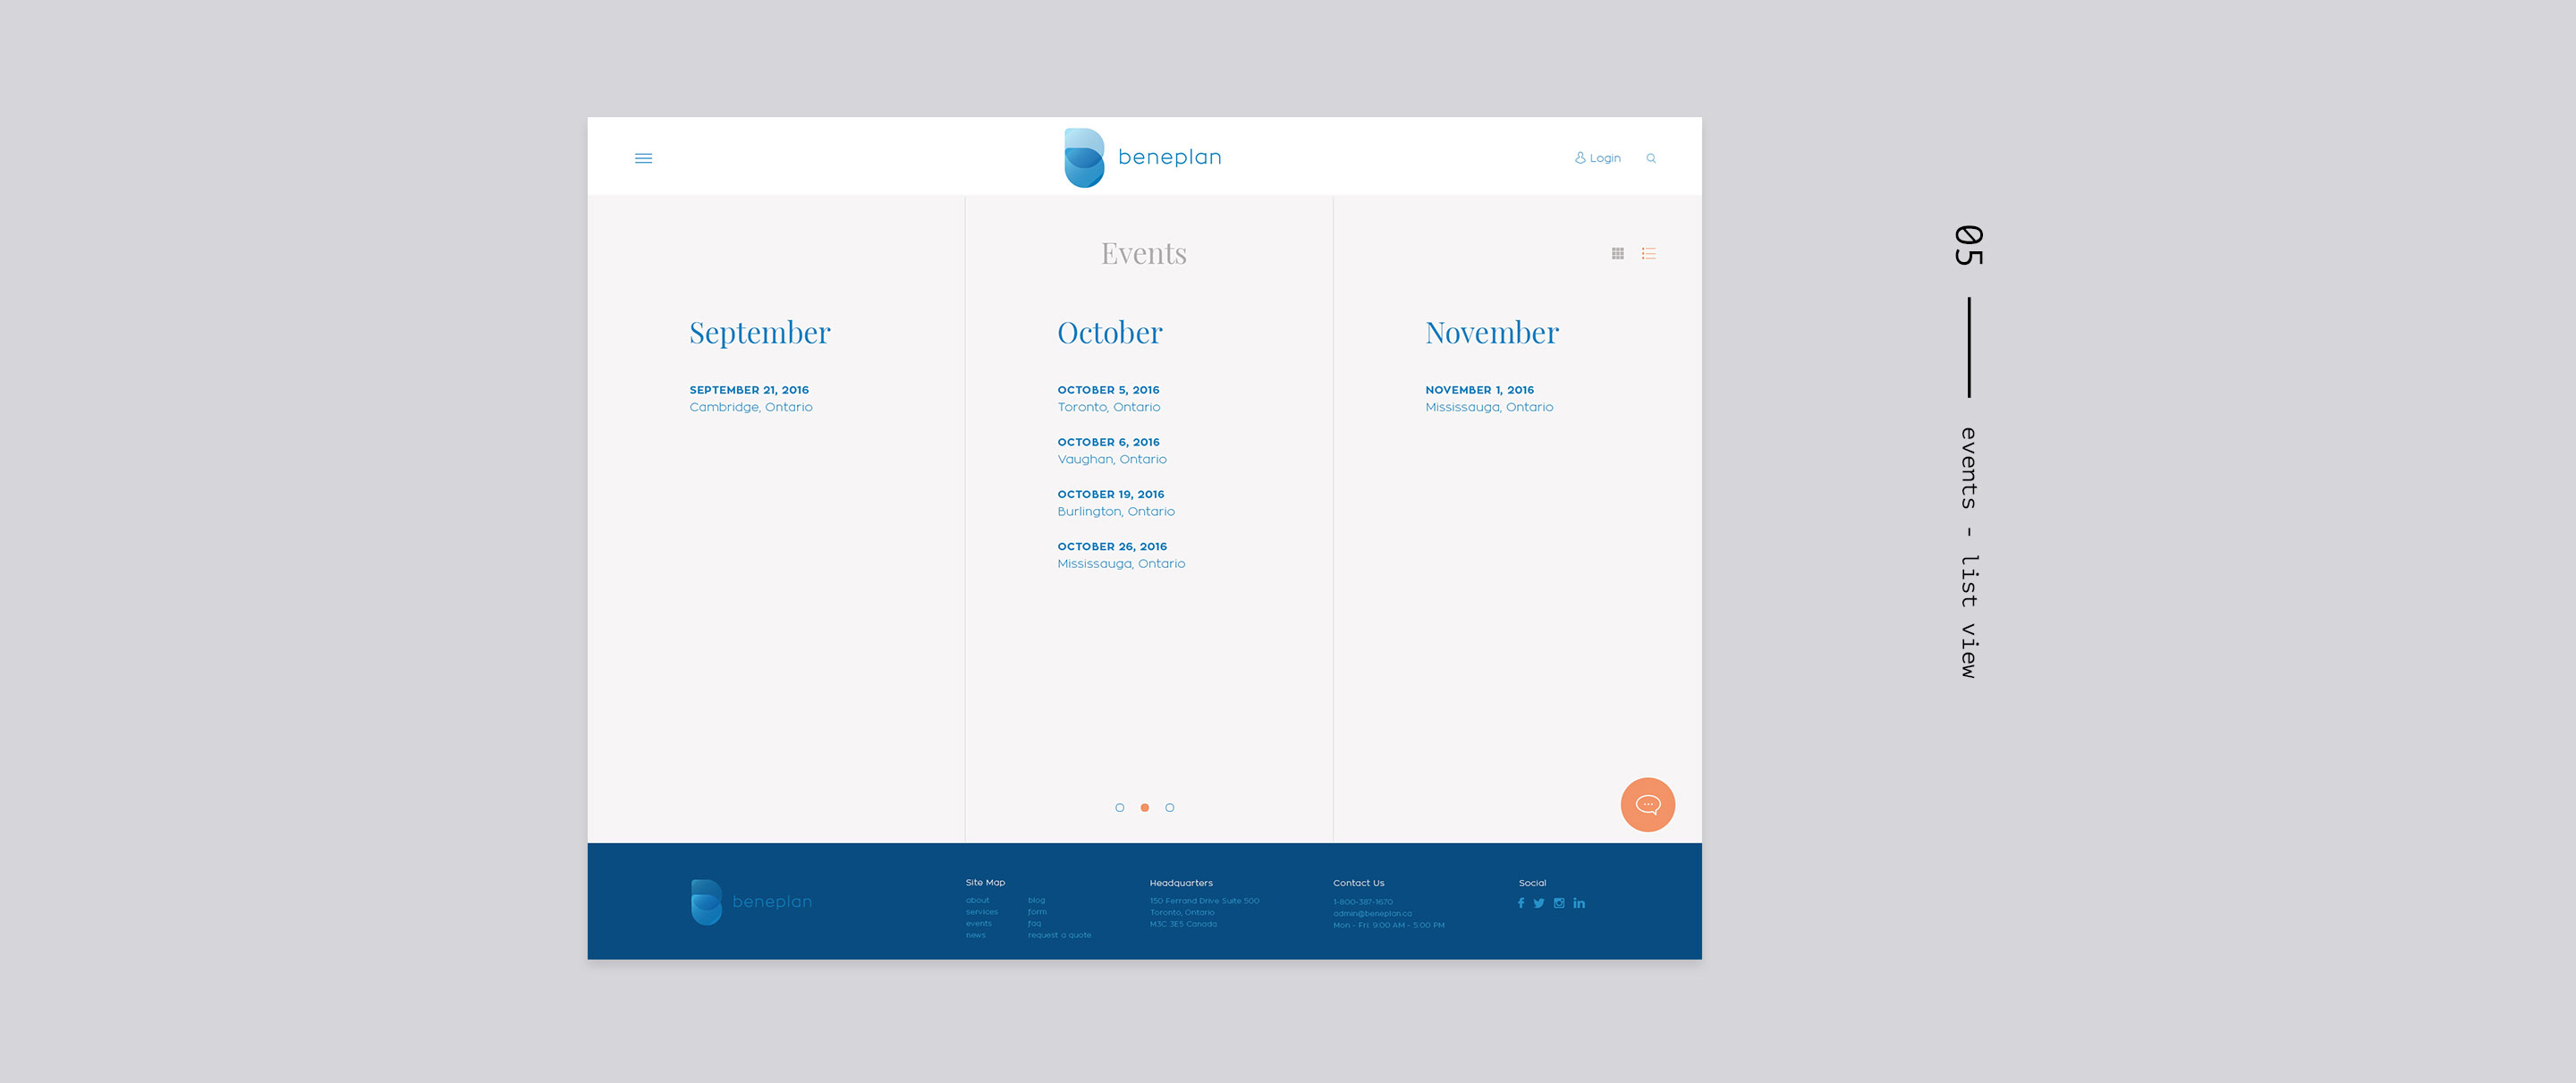 beneplan
Login
Events
September
SEPTEMBER 21, 2016
Cambridge, Ontario
October
OCTOBER 5, 2016
Toronto, Ontario
OCTOBER 6, 2016
Vaughan, Ontario
OCTOBER 19, 2016
Burlington, Ontario
OCTOBER 26, 2016
Mississauga, Ontario
November
NOVEMBER 1, 2016
Mississauga, Ontario
beneplan
Site Map
about
services
events
news
blog
form
faq
request a quote
Headquarters
150 Ferrand Drive Suite 500
Toronto, Ontario
M3C 3E5 Canada
Contact Us
1-800-387-1670
admin@beneplan.ca
Mon - Fri: 9:00 AM - 5:00 PM
Social
05
events - list view